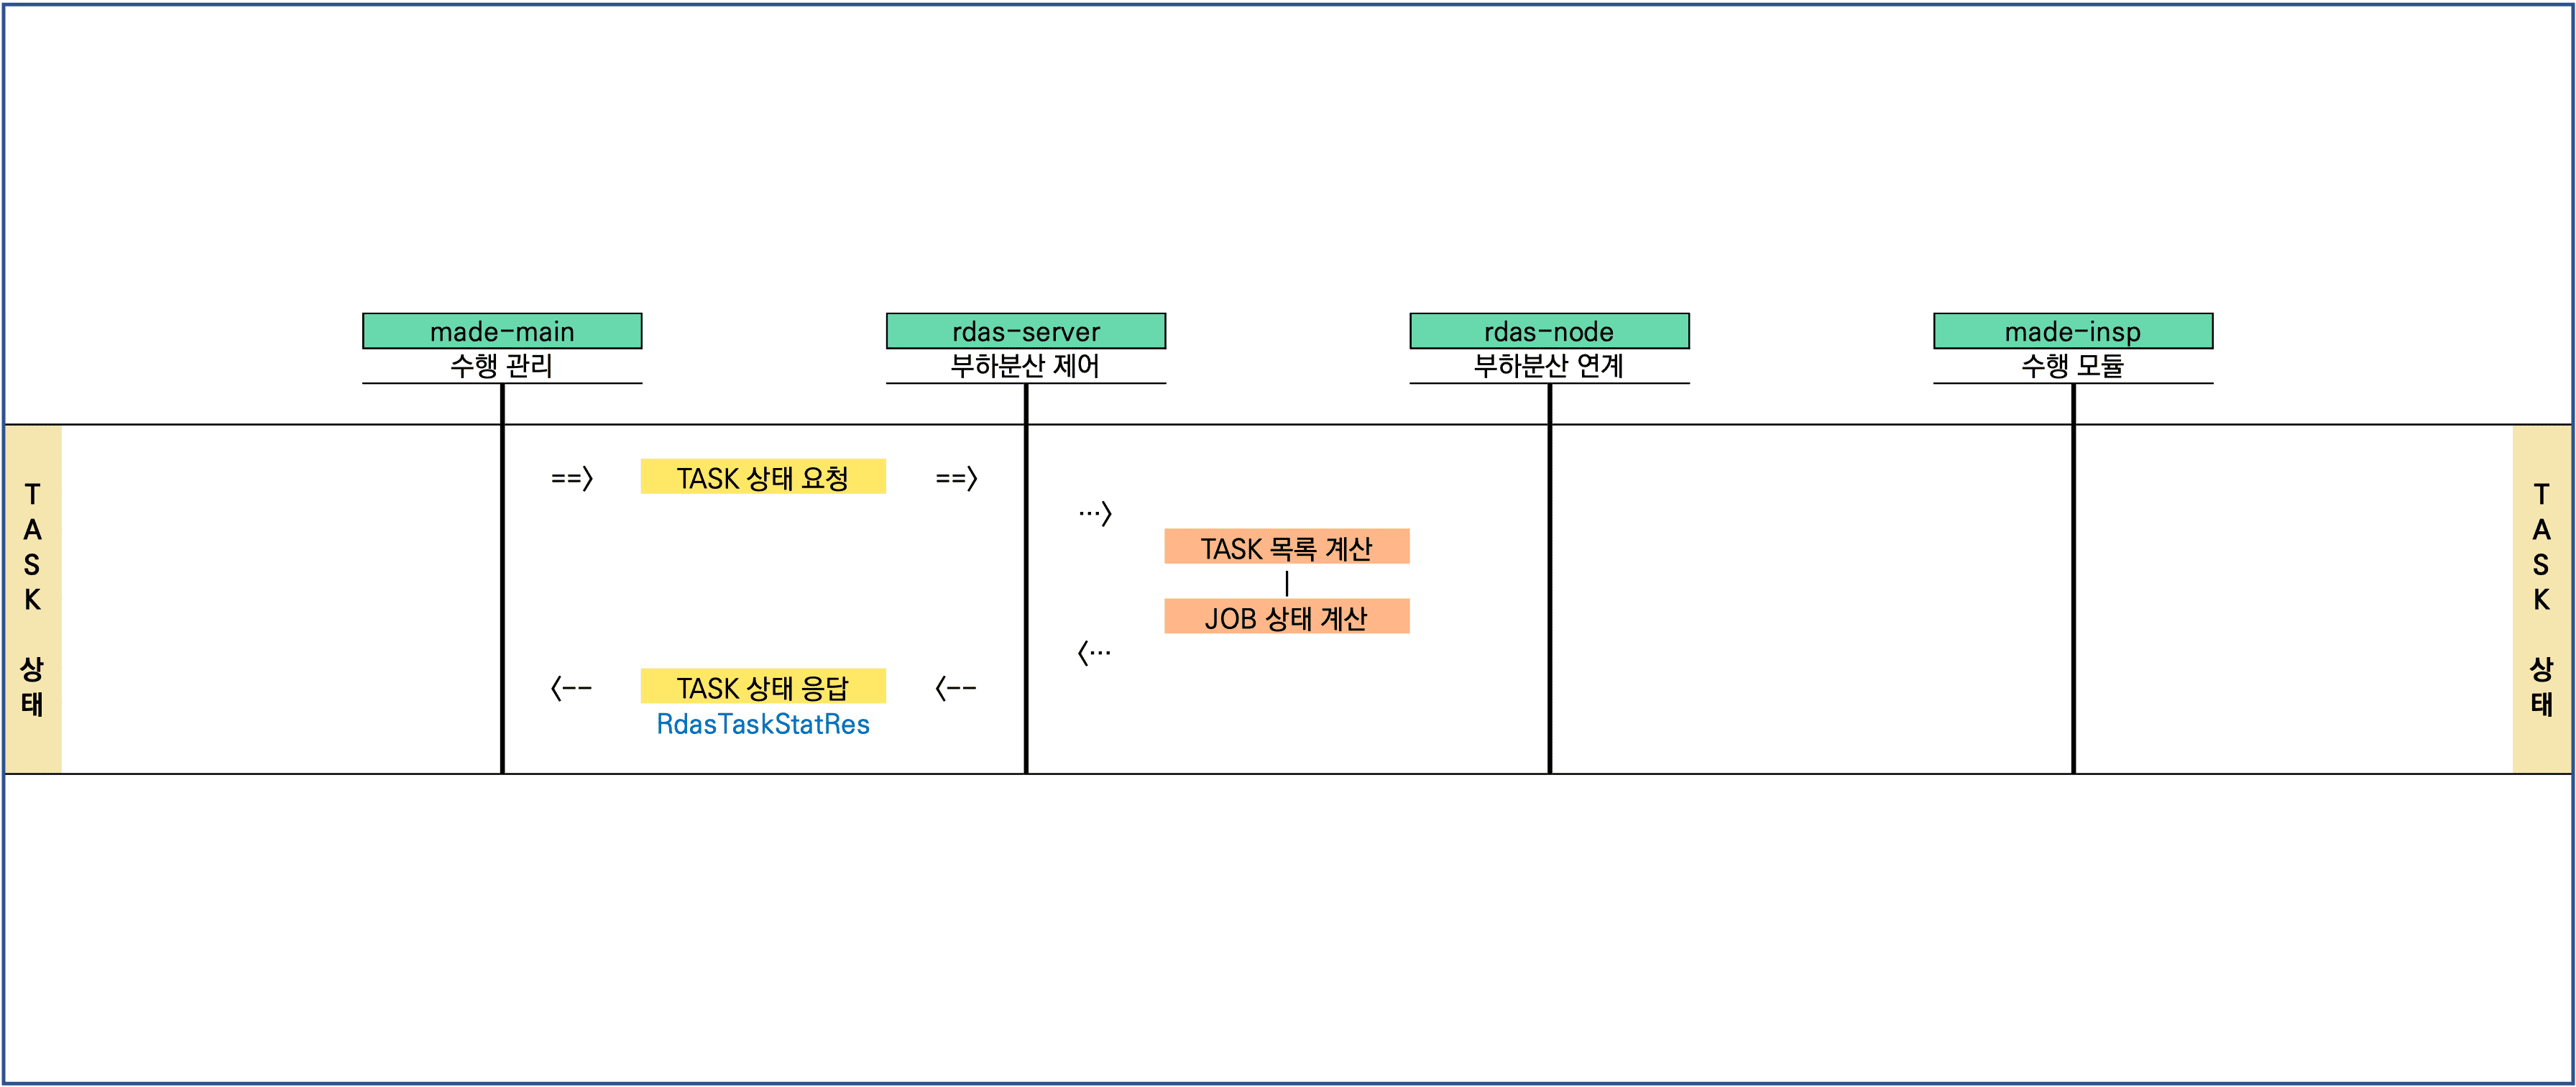 made-main
수행 관리
rdas-server
부하분산 제어
rdas-node
부하분산 연계
made-insp
수행 모듈
TASK 상태
==〉 TASK 상태 요청 ==〉
…〉
TASK 목록 계산
|
JOB 상태 계산
〈…
〈-- TASK 상태 응답 〈--
RdasTaskStatRes
TASK 상태